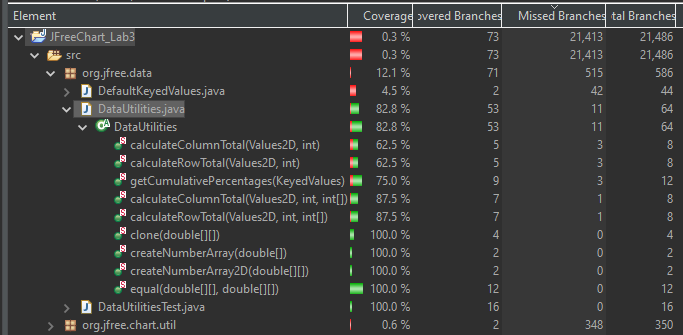 Element Coverage overed Branches Missed Branches tal Branches
JFreeChart_Lab3 0.3 % 73 21,413 21,486
src 0.3 % 73 21,413 21,486
org.jfree.data 12.1 % 71 515 586
DefaultKeyedValues.java 4.5 % 2 42 44
DataUtilities.java 82.8 % 53 11 64
DataUtilities 82.8 % 53 11 64
calculateColumnTotal(Values2D, int) 62.5 % 5 3 8
calculateRowTotal(Values2D, int) 62.5 % 5 3 8
getCumulativePercentages(KeyedValues) 75.0 % 9 3 12
calculateColumnTotal(Values2D, int, int[]) 87.5 % 7 1 8
calculateRowTotal(Values2D, int, int[]) 87.5 % 7 1 8
clone(double[][]) 100.0 % 4 0 4
createNumberArray(double[]) 100.0 % 2 0 2
createNumberArray2D(double[][]) 100.0 % 2 0 2
equal(double[][], double[][]) 100.0 % 12 0 12
DataUtilitiesTest.java 100.0 % 16 0 16
org.jfree.chart.util 0.6 % 2 348 350